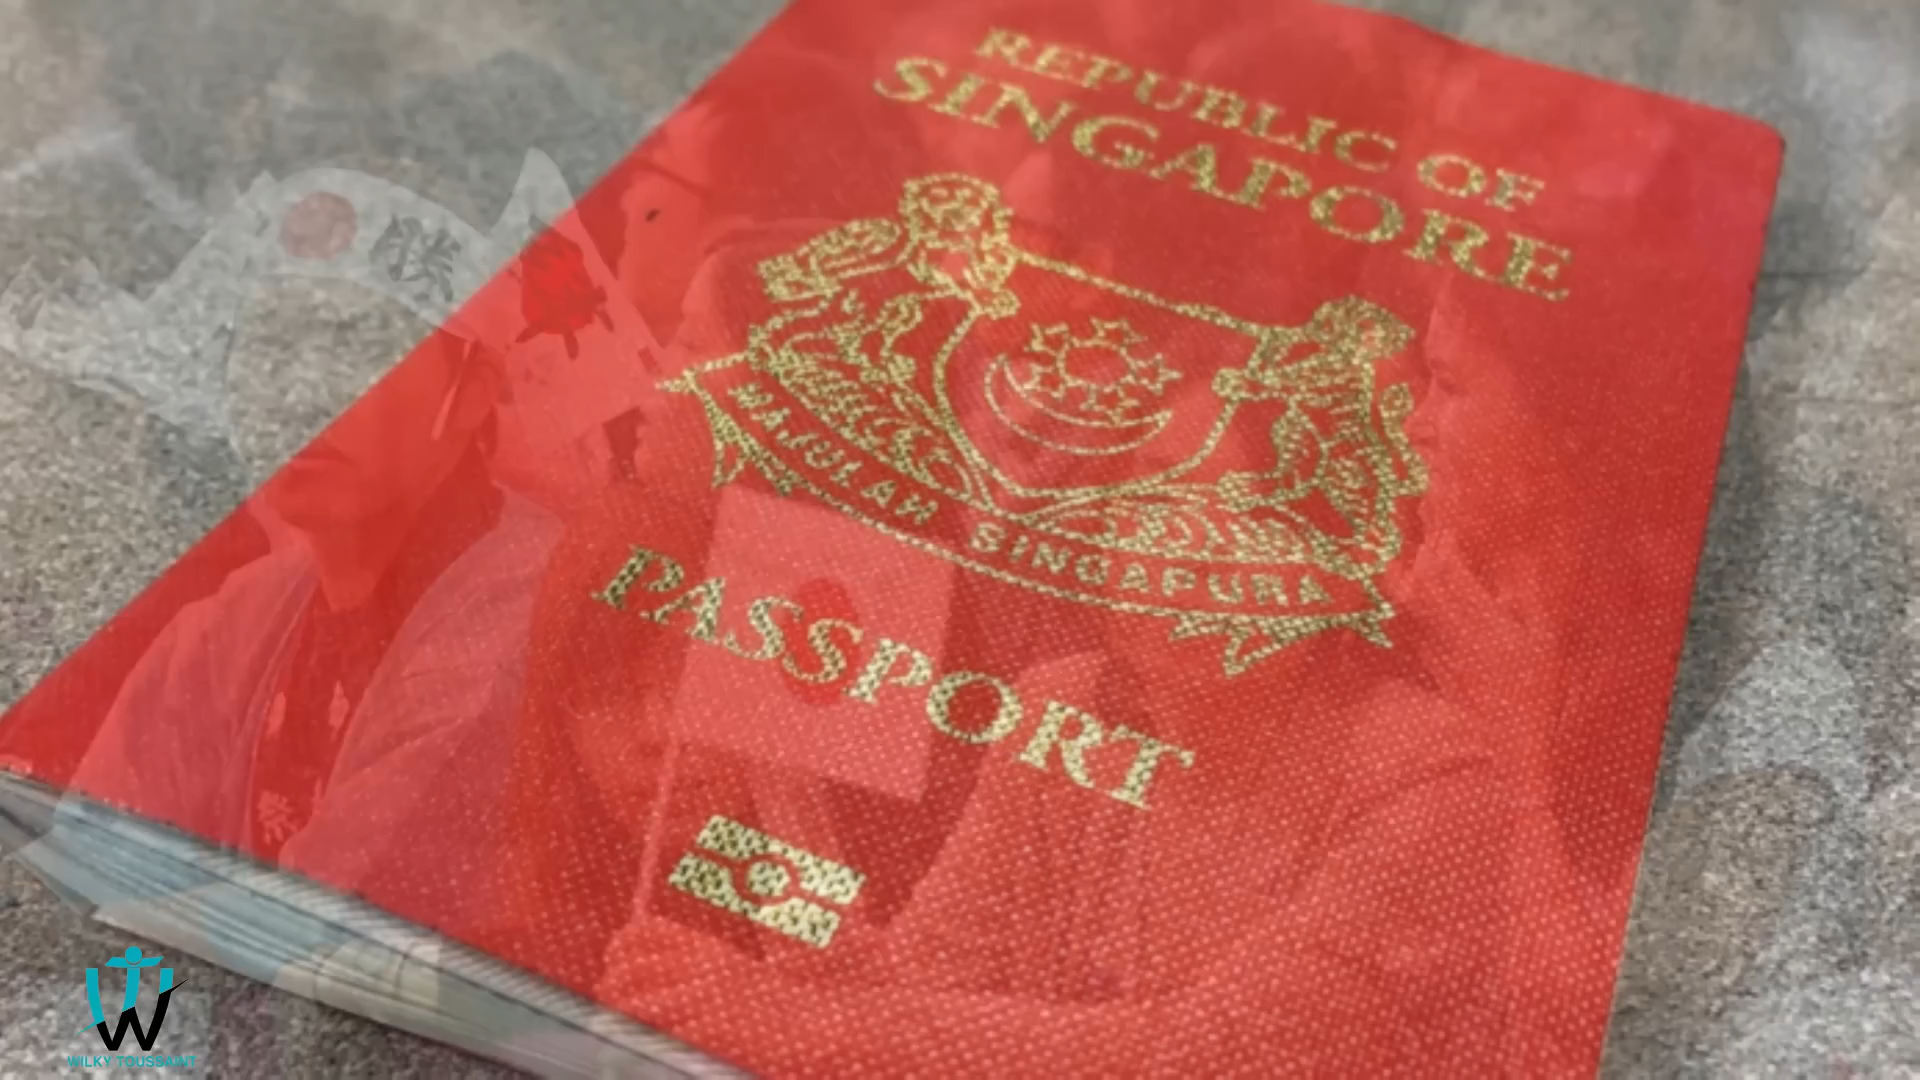 REPUBLIC OF
SINGAPORE
MAJULAH SINGAPURA
PASSPORT
WILKY TOUSSAINT